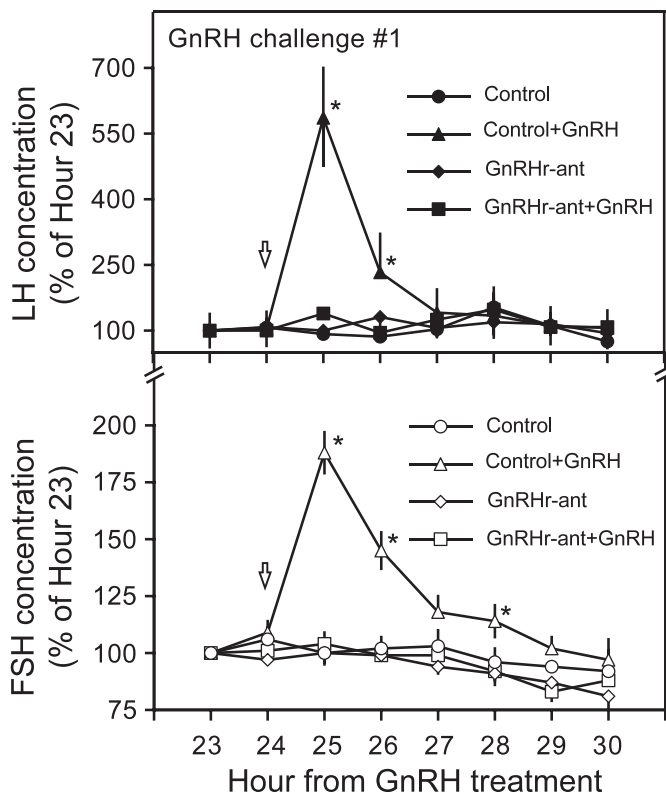 GnRH challenge #1
LH concentration
(% of Hour 23)
700
550
400
250
100
Control
Control+GnRH
GnRHr-ant
GnRHr-ant+GnRH
*
*
FSH concentration
(% of Hour 23)
200
175
150
125
100
75
Control
Control+GnRH
GnRHr-ant
GnRHr-ant+GnRH
*
*
*
23 24 25 26 27 28 29 30
Hour from GnRH treatment